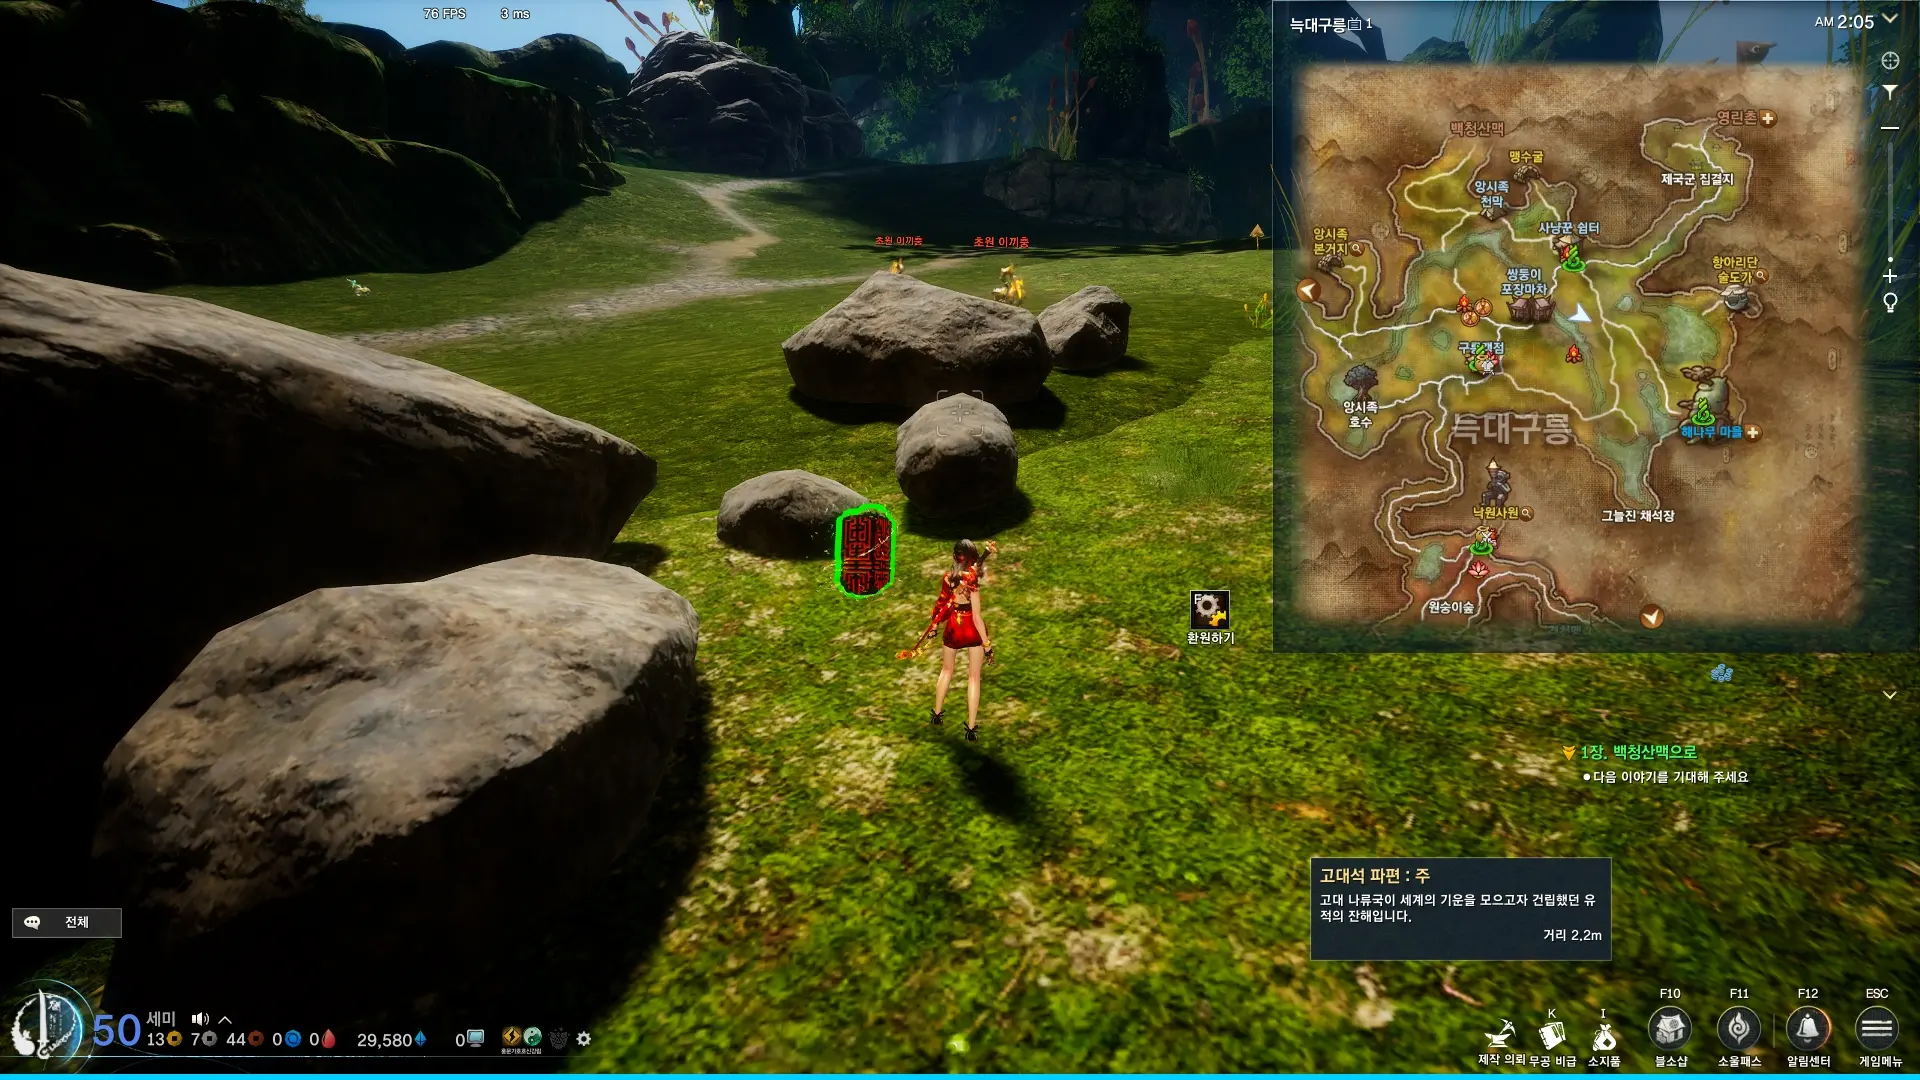 76 FPS
3 ms
늑대구릉 1
AM 2:05
영린촌
백청산맥
맹수굴
제국군 집결지
앙시족
천막
사냥꾼 쉼터
앙시족
본거지
항아리단
술도가
쌍둥이
포장마차
앙시족
호수
늑대구릉
해나무 마을
낙원사원
그늘진 채석장
원숭이숲
초원 이끼숭
초원 이끼숭
F
환원하기
1장. 백청산맥으로
●다음 이야기를 기대해 주세요
고대석 파편 : 주
고대 나류국이 세계의 기운을 모으고자 건립했던 유
적의 잔해입니다.
거리 2.2m
전체
50
세미
13
7
44
0
0
29,580
0
K
I
F10
F11
F12
ESC
제작 의뢰
무공 비급
소지품
블소샵
소울패스
알림센터
게임메뉴